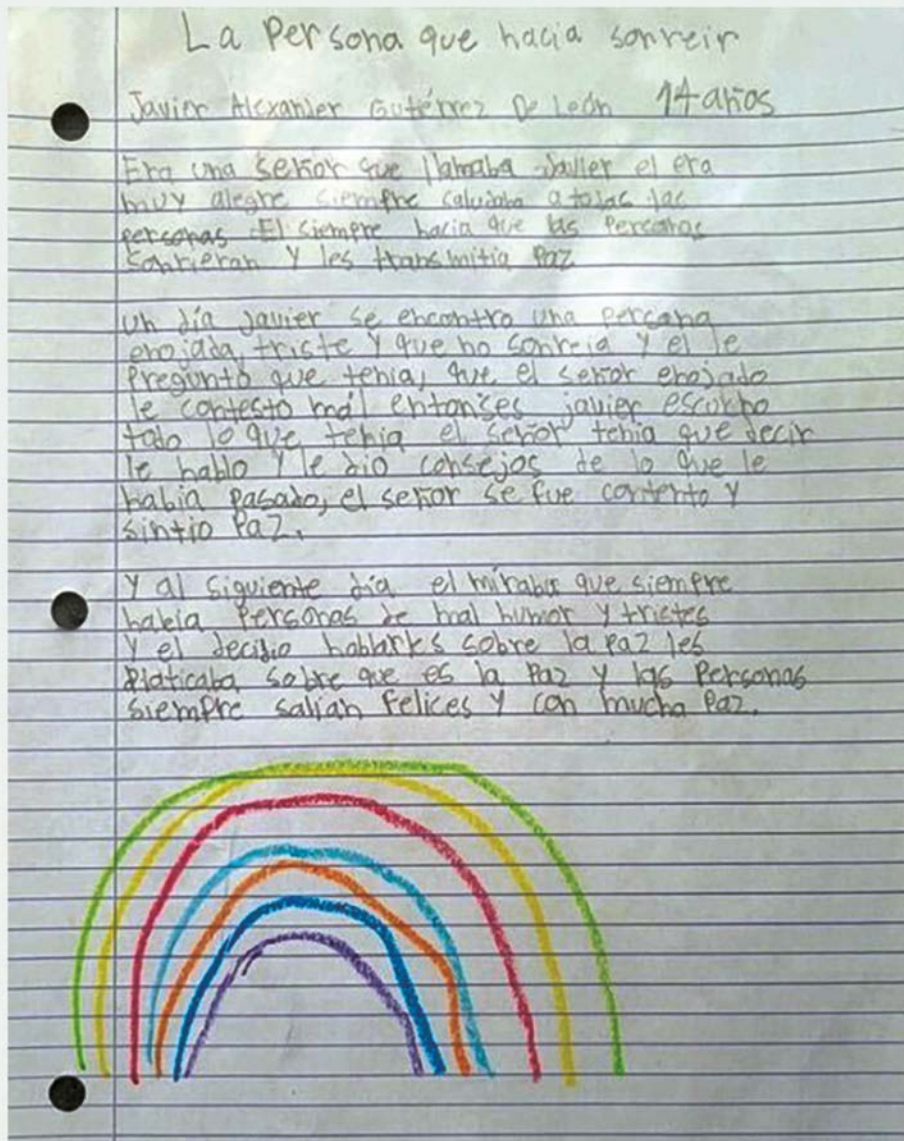 La Persona que hacia sonreir
Javier Alexander Gutérrez De León 14 años
Era una señor que llamaba Javier el era
muy alegre siempre saludaba a todas las
personas El siempre hacia que las Personas
sonrieran Y les transmitia Paz
Un día Javier se encontro una persona
enojada, triste Y que no sonreia Y el le
Pregunto que tenia, que el señor enojado
le contesto mal entonses javier escucho
todo lo que tenia el señor tenia que decir
le hablo Y le dio consejos de lo que le
había Pasado, el señor se fue contento Y
sintio Paz.
Y al siguiente día el miraba que siempre
habia Personas de mal humor Y tristes
Y el decidio hablarles sobre la Paz les
Platicaba sobre que es la Paz Y las Personas
siempre salian Felices Y con mucha Paz.